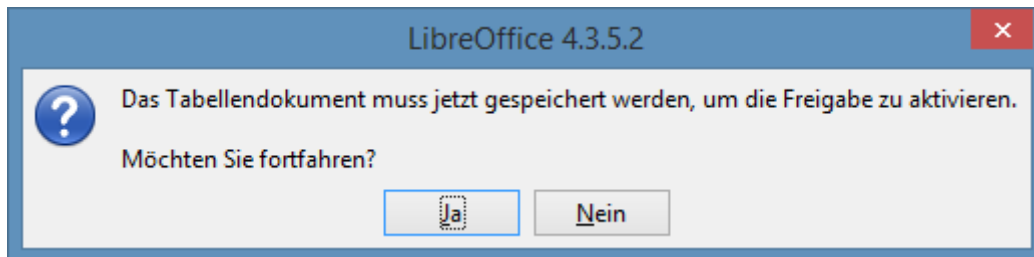 LibreOffice 4.3.5.2
Das Tabellendokument muss jetzt gespeichert werden, um die Freigabe zu aktivieren.
Möchten Sie fortfahren?
Ja
Nein